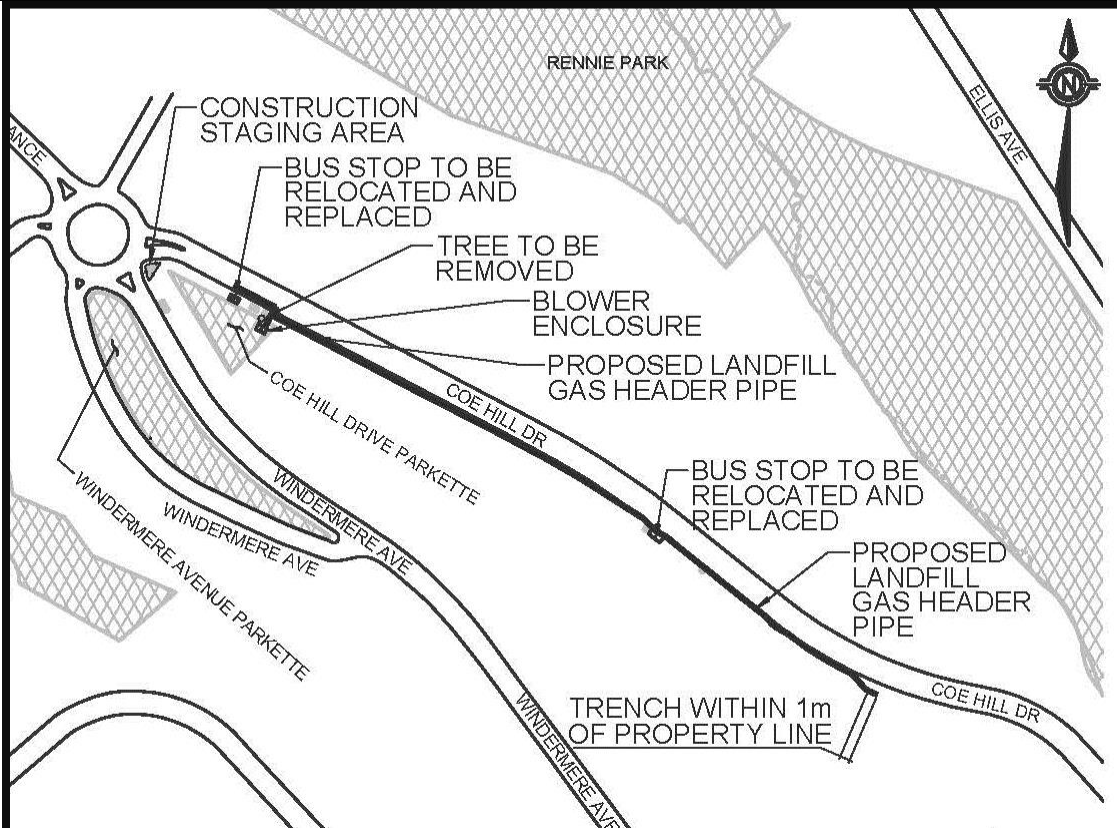 RENNIE PARK
N
ELLIS AVE
ANCE
CONSTRUCTION
STAGING AREA
BUS STOP TO BE
RELOCATED AND
REPLACED
TREE TO BE
REMOVED
BLOWER
ENCLOSURE
PROPOSED LANDFILL
GAS HEADER PIPE
COE HILL DR
COE HILL DRIVE PARKETTE
BUS STOP TO BE
RELOCATED AND
REPLACED
WINDERMERE AVE
WINDERMERE AVE
WINDERMERE AVENUE PARKETTE
PROPOSED
LANDFILL
GAS HEADER
PIPE
TRENCH WITHIN 1m
OF PROPERTY LINE
COE HILL DR
WINDERMERE AVE